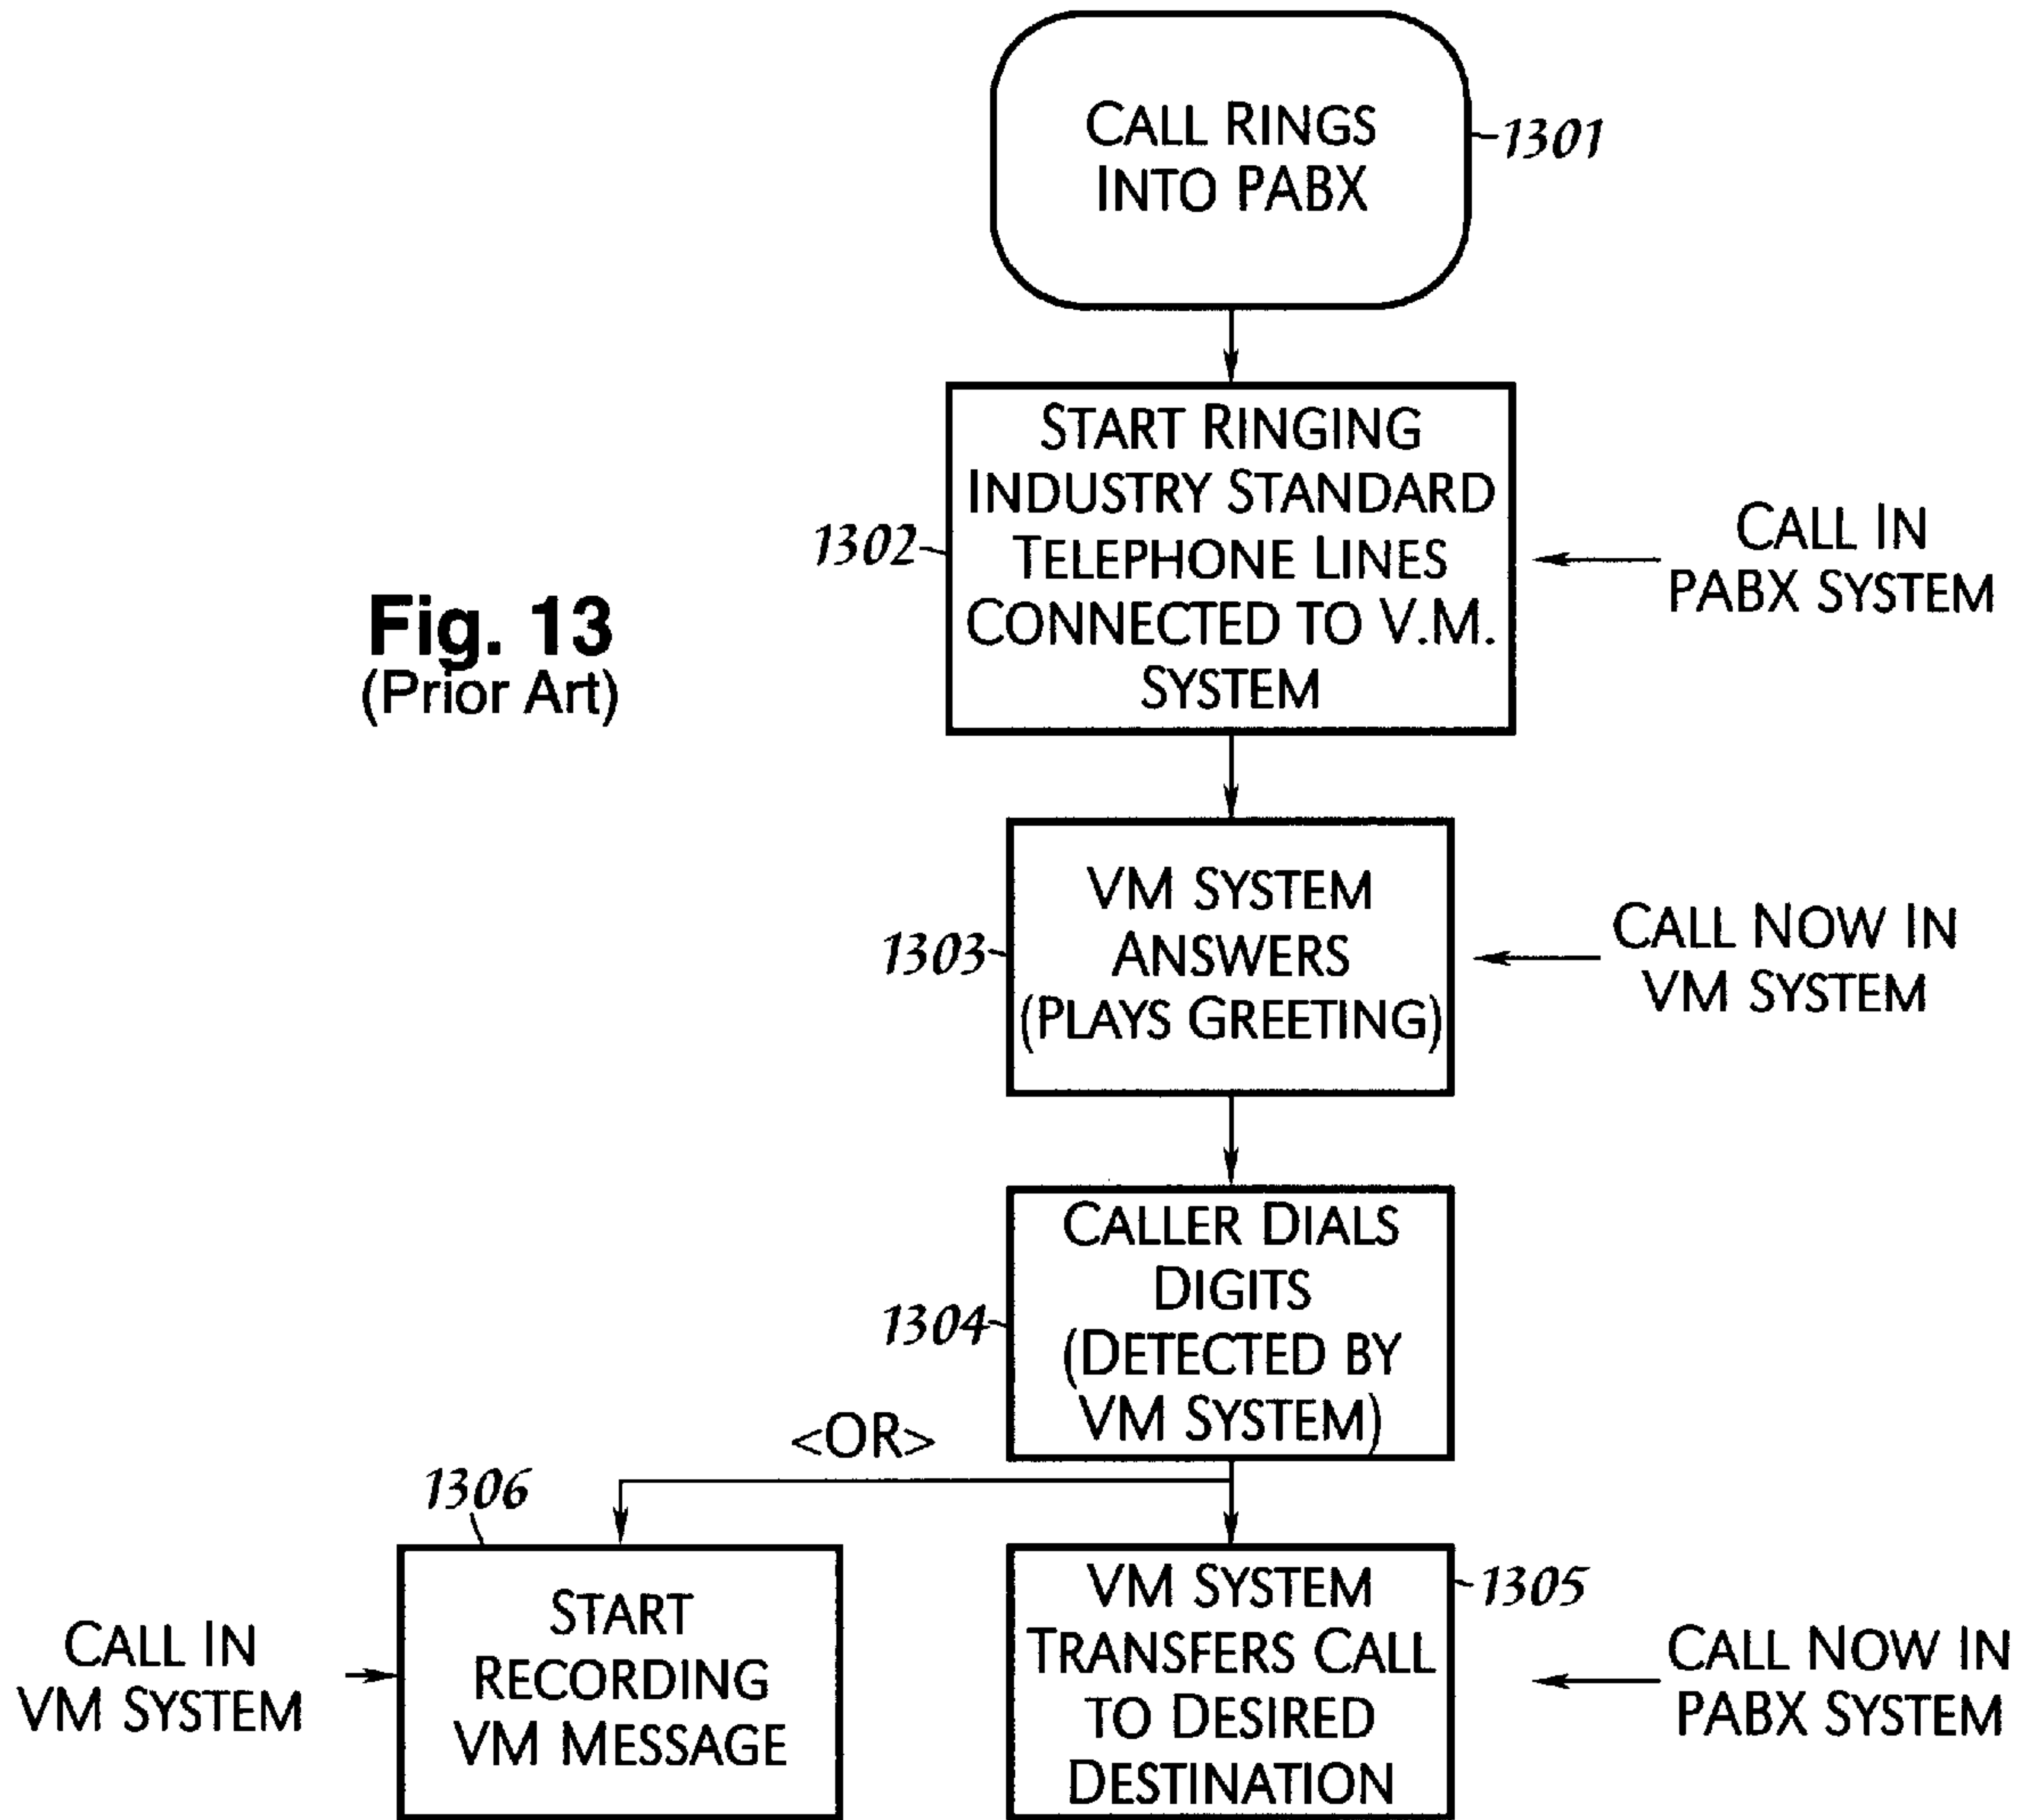 CALL RINGS
INTO PABX
1301
START RINGING
INDUSTRY STANDARD
TELEPHONE LINES
CONNECTED TO V.M.
SYSTEM
1302
CALL IN
PABX SYSTEM
Fig. 13
(Prior Art)
VM SYSTEM
ANSWERS
(PLAYS GREETING)
1303
CALL NOW IN
VM SYSTEM
CALLER DIALS
DIGITS
(DETECTED BY
VM SYSTEM)
1304
<OR>
1306
START
RECORDING
VM MESSAGE
CALL IN
VM SYSTEM
VM SYSTEM
TRANSFERS CALL
TO DESIRED
DESTINATION
1305
CALL NOW IN
PABX SYSTEM